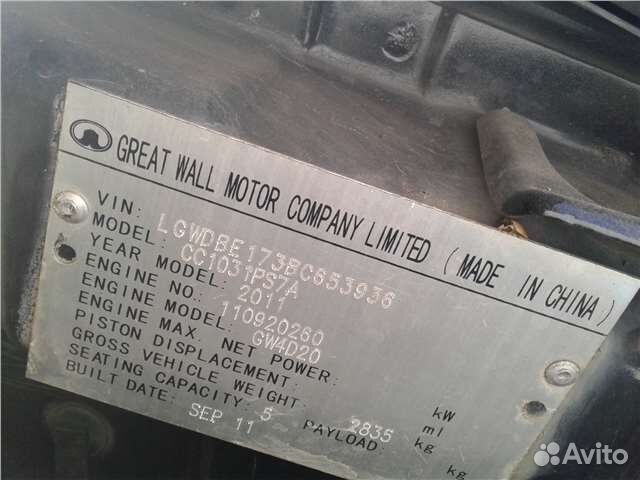 GREAT WALL MOTOR COMPANY LIMITED (MADE IN CHINA)
VIN: LGWDBE173BC653936
MODEL: CC1031PS7A
YEAR MODEL: 2011
ENGINE NO.: 110920260
ENGINE MODEL: GW4D20
ENGINE MAX. NET POWER: kW
PISTON DISPLACEMENT: ml
GROSS VEHICLE WEIGHT: 2835 kg
SEATING CAPACITY: 5 PAYLOAD: kg
BUILT DATE: SEP 11
Avito